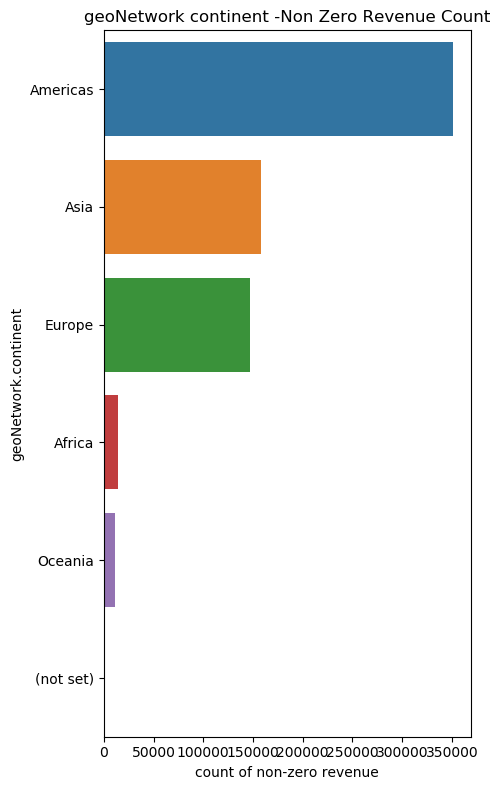 geoNetwork continent -Non Zero Revenue Count
Americas
Asia
Europe
Africa
Oceania
(not set)
geoNetwork.continent
0 50000 100000 150000 200000 250000 300000 350000
count of non-zero revenue